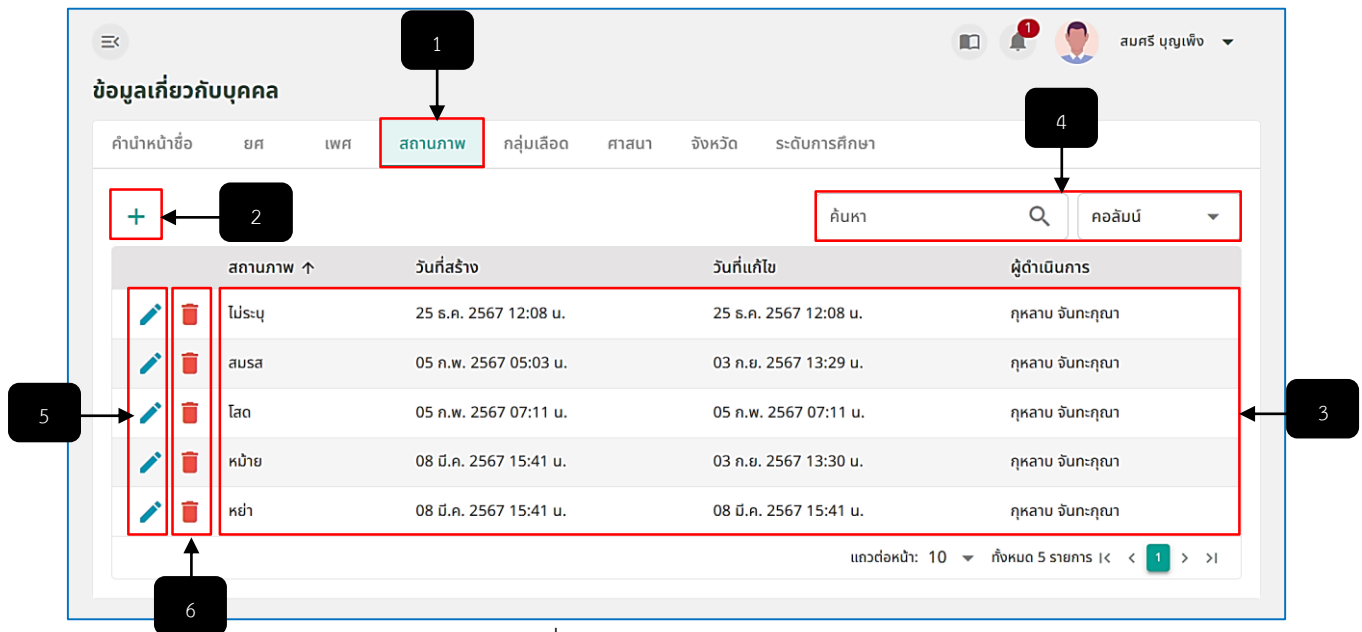 1
1
สมศรี บุญเพ็ง
ข้อมูลเกี่ยวกับบุคคล
4
คำนำหน้าชื่อ ยศ เพศ สถานภาพ กลุ่มเลือด ศาสนา จังหวัด ระดับการศึกษา
+ 2 ค้นหา คอลัมน์
สถานภาพ ↑ วันที่สร้าง วันที่แก้ไข ผู้ดำเนินการ
ไม่ระบุ 25 ธ.ค. 2567 12:08 น. 25 ธ.ค. 2567 12:08 น. กุหลาบ จันทะกุณา
สมรส 05 ก.พ. 2567 05:03 น. 03 ก.ย. 2567 13:29 น. กุหลาบ จันทะกุณา
5 โสด 05 ก.พ. 2567 07:11 น. 05 ก.พ. 2567 07:11 น. กุหลาบ จันทะกุณา 3
หม้าย 08 มี.ค. 2567 15:41 น. 03 ก.ย. 2567 13:30 น. กุหลาบ จันทะกุณา
หย่า 08 มี.ค. 2567 15:41 น. 08 มี.ค. 2567 15:41 น. กุหลาบ จันทะกุณา
แถวต่อหน้า: 10 ทั้งหมด 5 รายการ |< < 1 > >|
6